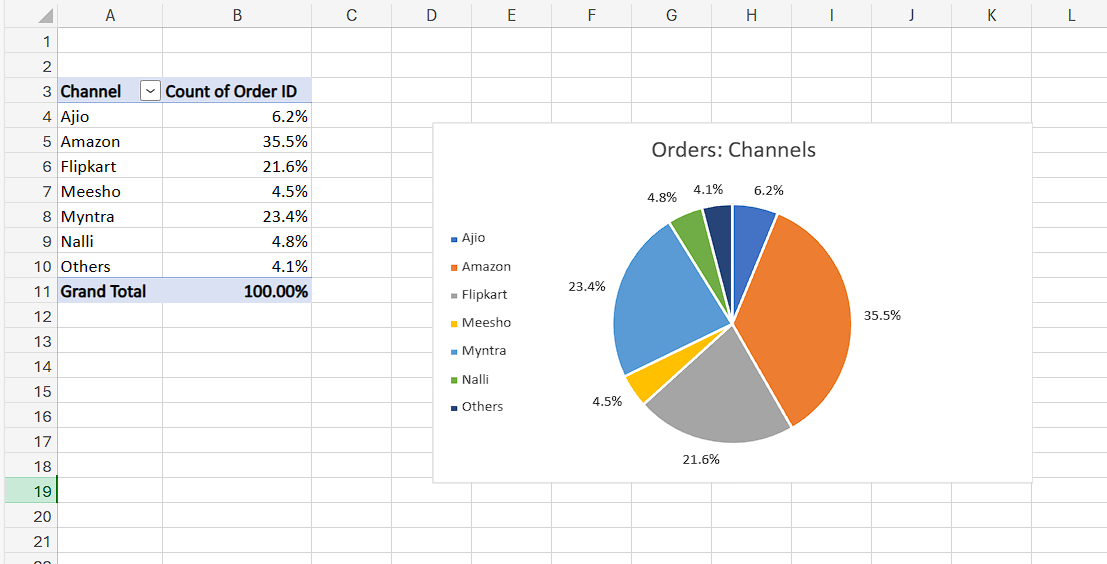 A B C D E F G H I J K L
1
2
3 Channel Count of Order ID
4 Ajio 6.2%
5 Amazon 35.5%
6 Flipkart 21.6%
7 Meesho 4.5%
8 Myntra 23.4%
9 Nalli 4.8%
10 Others 4.1%
11 Grand Total 100.00%
12
13
14
15
16
17
18
19
20
21
Orders: Channels
4.8% 4.1% 6.2%
Ajio
Amazon
Flipkart
Meesho
Myntra
Nalli
Others
23.4%
35.5%
4.5%
21.6%